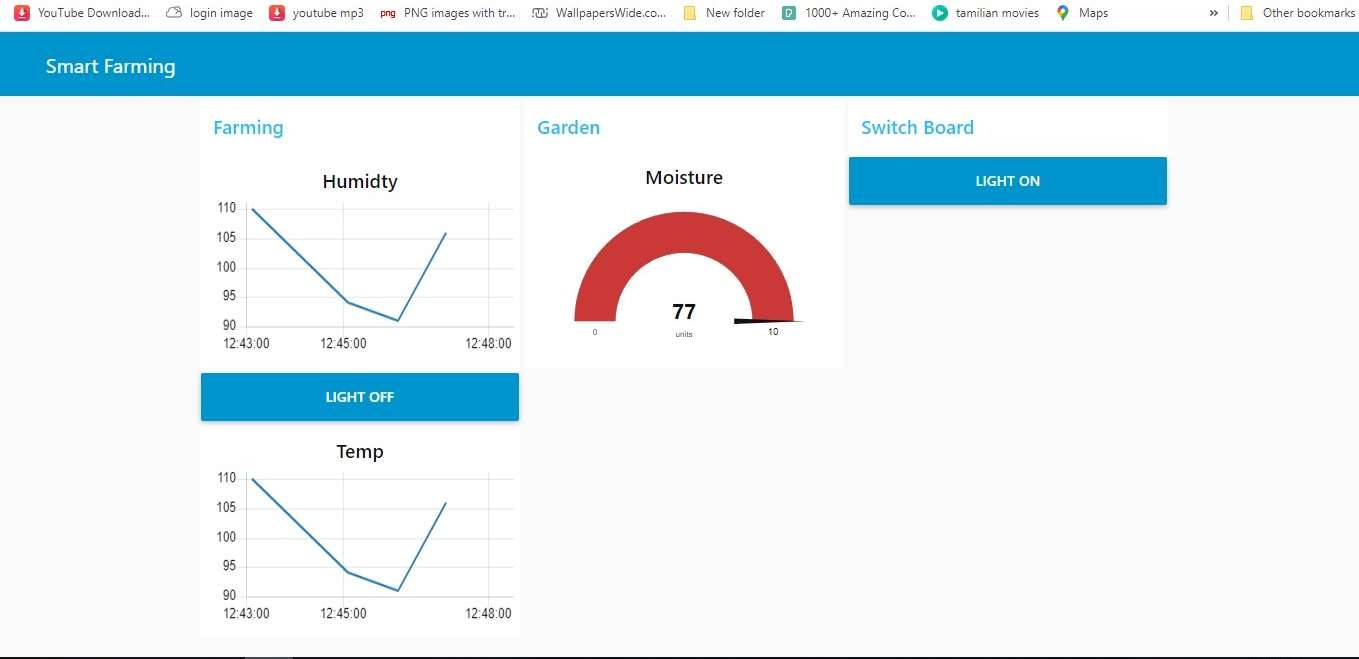 YouTube Download... login image youtube mp3 png PNG images with tr... WallpapersWide.co... New folder 1000+ Amazing Co... tamilian movies Maps » Other bookmarks
Smart Farming
Farming
Humidty
110
105
100
95
90
12:43:00 12:45:00 12:48:00
LIGHT OFF
Temp
110
105
100
95
90
12:43:00 12:45:00 12:48:00
Garden
Moisture
77
units
0 10
Switch Board
LIGHT ON